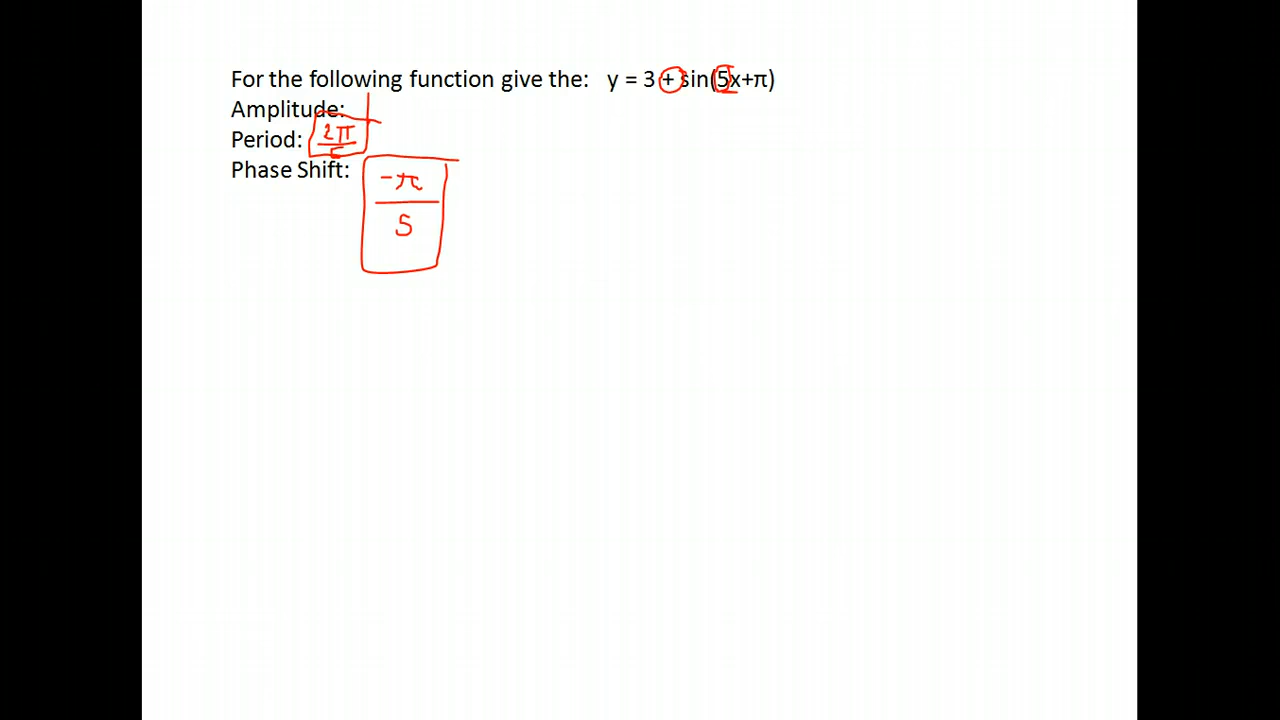 For the following function give the: y = 3 + sin(5x+π)
Amplitude: 1
Period: 2π/5
Phase Shift: -π/5